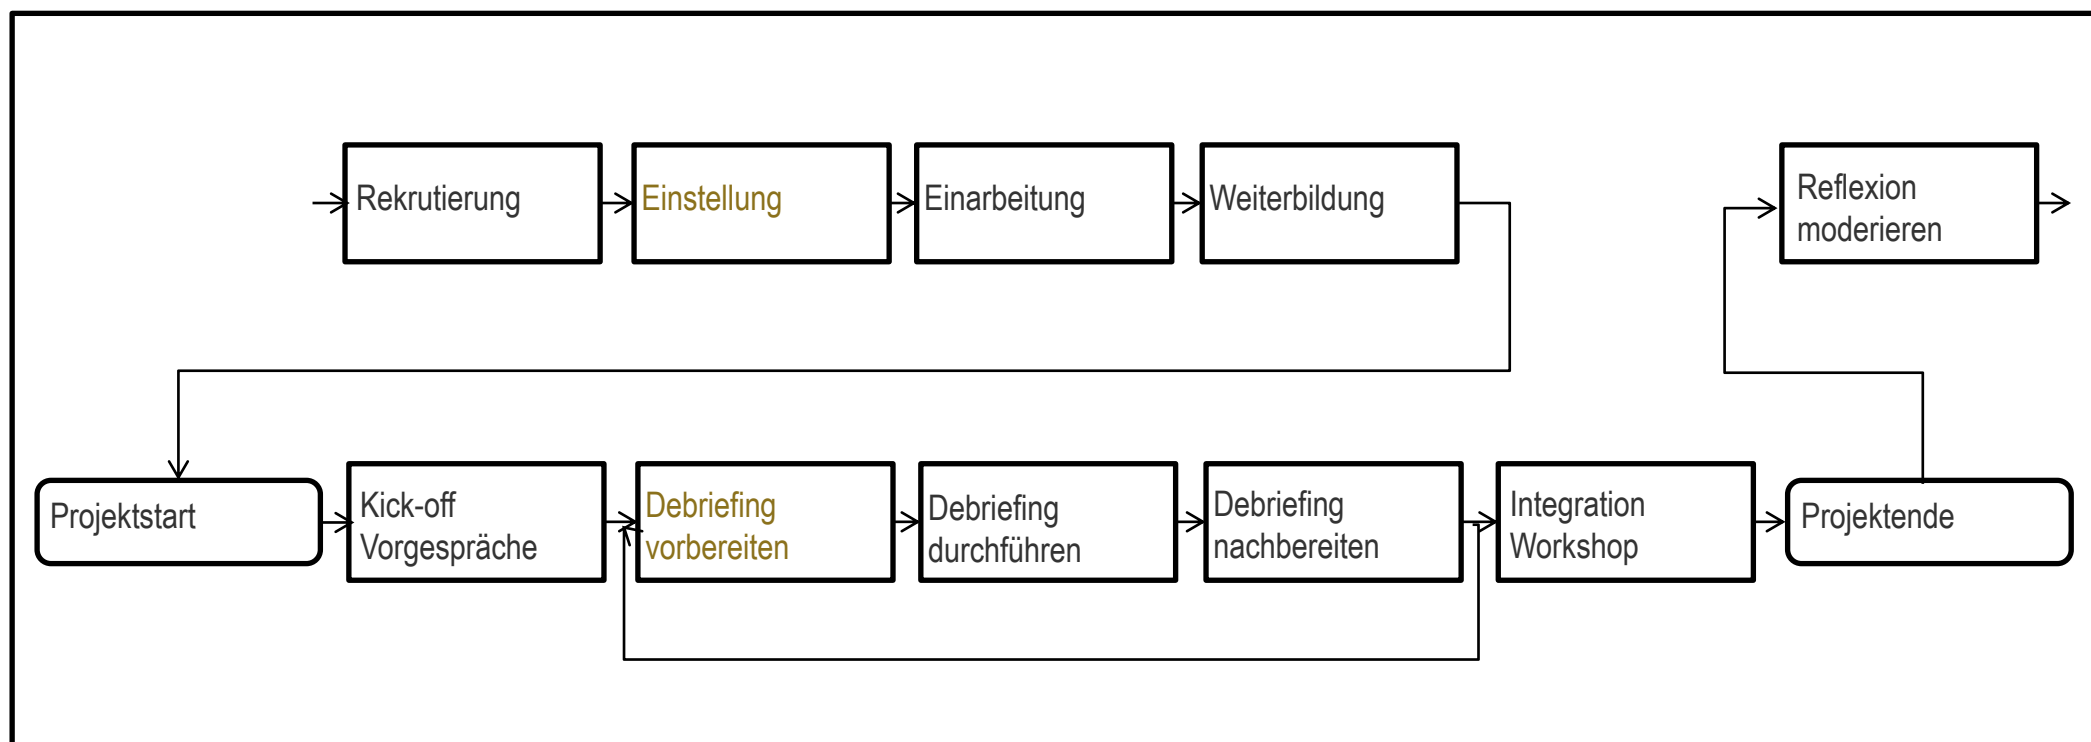 Rekrutierung
Einstellung
Einarbeitung
Weiterbildung
Reflexion
moderieren
Projektstart
Kick-off
Vorgespräche
Debriefing
vorbereiten
Debriefing
durchführen
Debriefing
nachbereiten
Integration
Workshop
Projektende